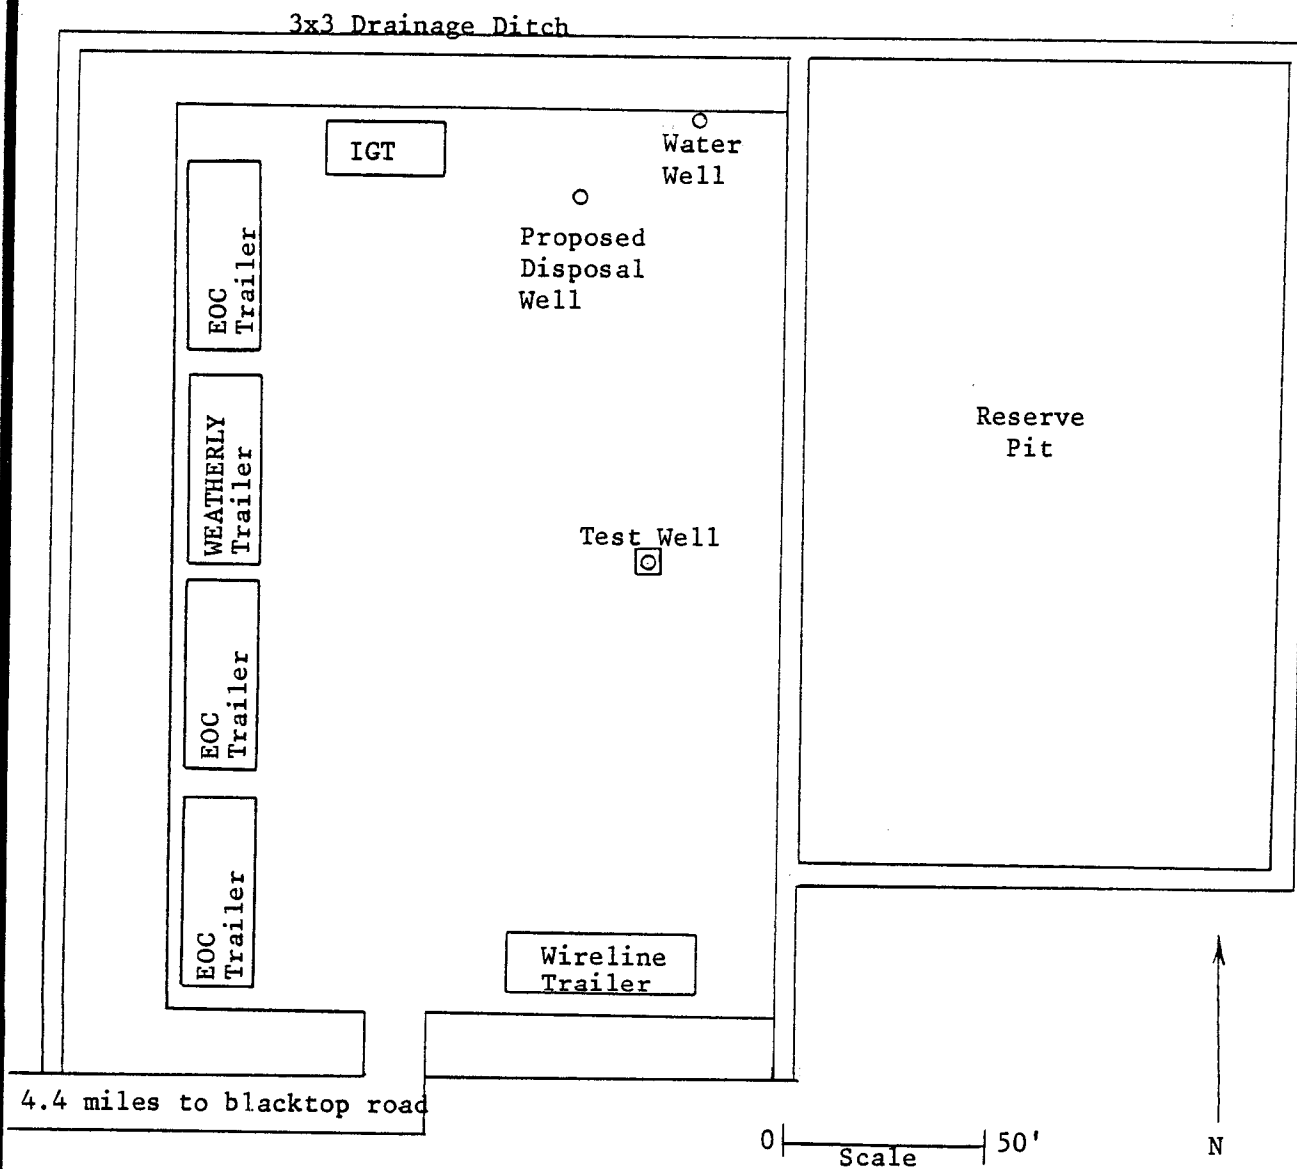 3x3 Drainage Ditch
IGT
Water
Well
Proposed
Disposal
Well
EOC
Trailer
Reserve
Pit
WEATHERLY
Trailer
Test Well
EOC
Trailer
EOC
Trailer
Wireline
Trailer
4.4 miles to blacktop road
0 50'
Scale
N